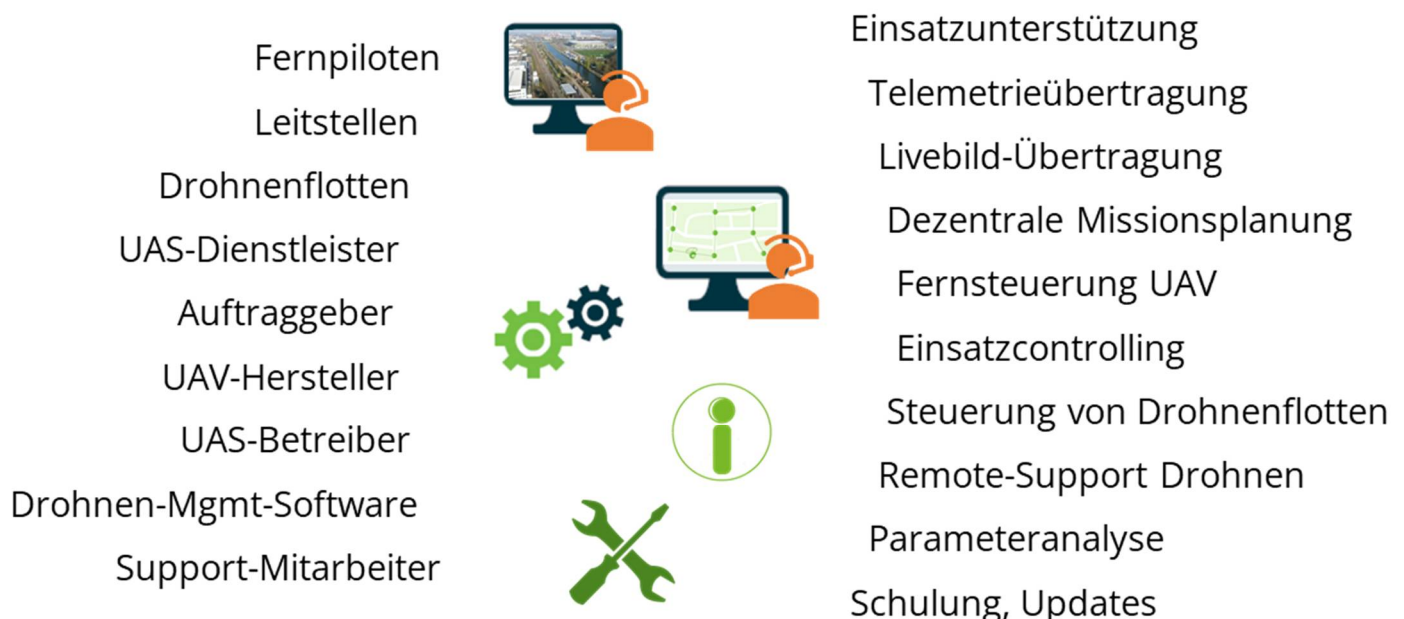 Fernpiloten
Leitstellen
Drohnenflotten
UAS-Dienstleister
Auftraggeber
UAV-Hersteller
UAS-Betreiber
Drohnen-Mgmt-Software
Support-Mitarbeiter
Einsatzunterstützung
Telemetrieübertragung
Livebild-Übertragung
Dezentrale Missionsplanung
Fernsteuerung UAV
Einsatzcontrolling
Steuerung von Drohnenflotten
Remote-Support Drohnen
Parameteranalyse
Schulung, Updates